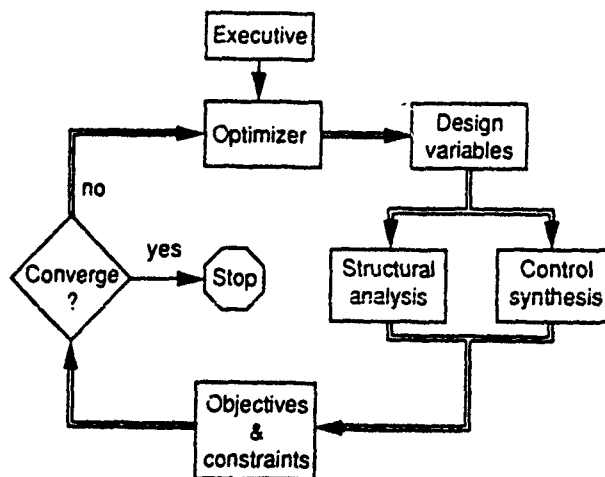 Executive
Optimizer
Design
variables
no
yes
Converge
?
Stop
Structural
analysis
Control
synthesis
Objectives
&
constraints